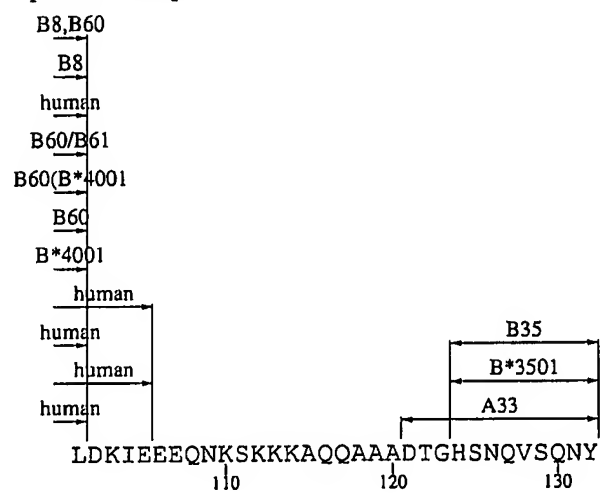 B8,B60
B8
human
B60/B61
B60(B*4001
B60
B*4001
human
human
human
human
B35
B*3501
A33
LDKIEEEQNKSKKKAQQAAADTGHSNQVSQNY
110 120 130